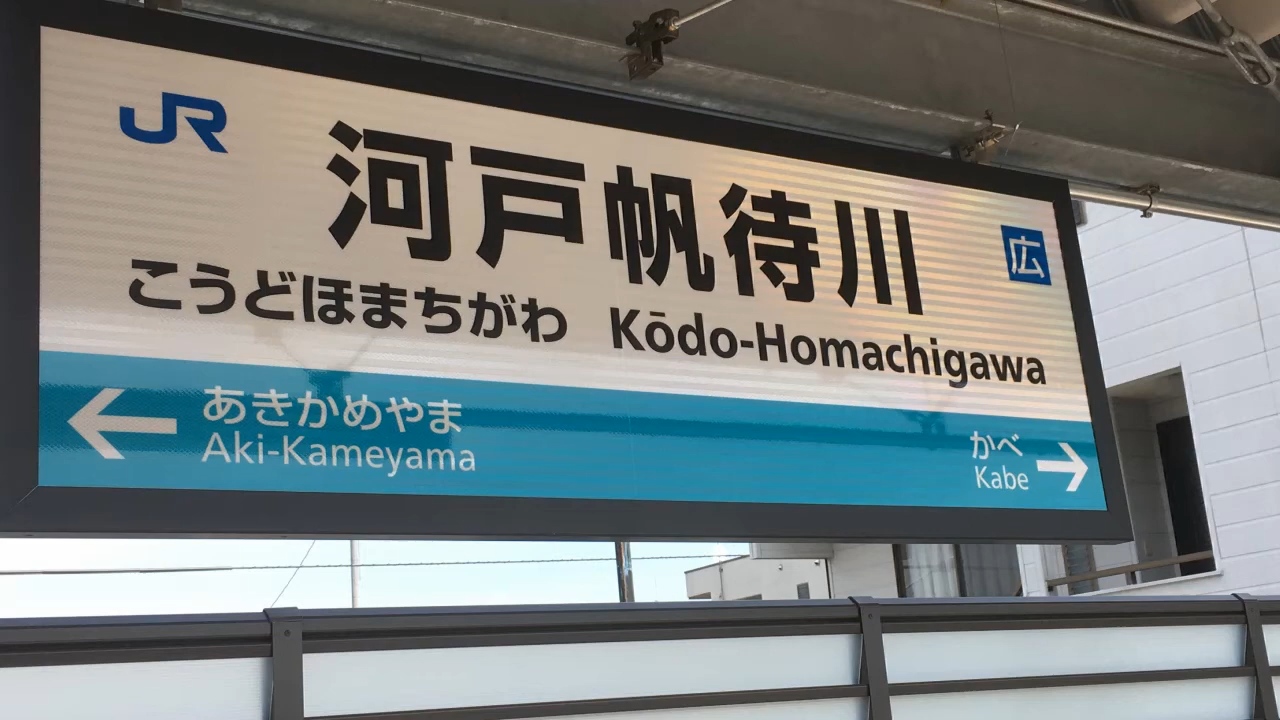 JR
河戸帆待川
広
こうどほまちがわ Kōdo-Homachigawa
あきかめやま
Aki-Kameyama
かべ
Kabe